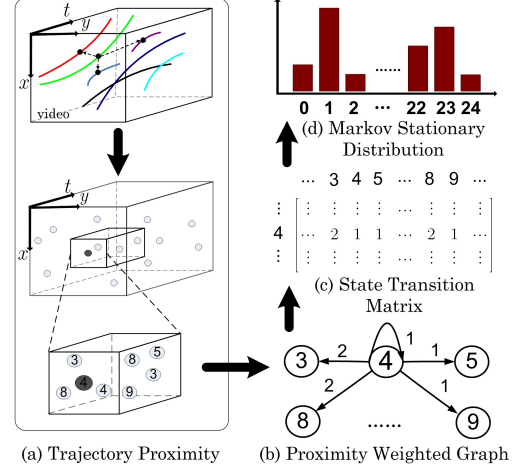 t
y
x
video
t
y
x
3
8
5
4
3
8
4
9
(a) Trajectory Proximity
0 1 2 ... 22 23 24
......
(d) Markov Stationary
Distribution
... 3 4 5 ... 8 9 ...
⋮ ⋮ ⋮ ⋮ ⋮ ⋮ ⋮
4 ... 2 1 1 ... 2 1 ...
⋮ ⋮ ⋮ ⋮ ⋮ ⋮ ⋮
(c) State Transition
Matrix
1
3 2 4 1 5
2 1
8 ...... 9
(b) Proximity Weighted Graph